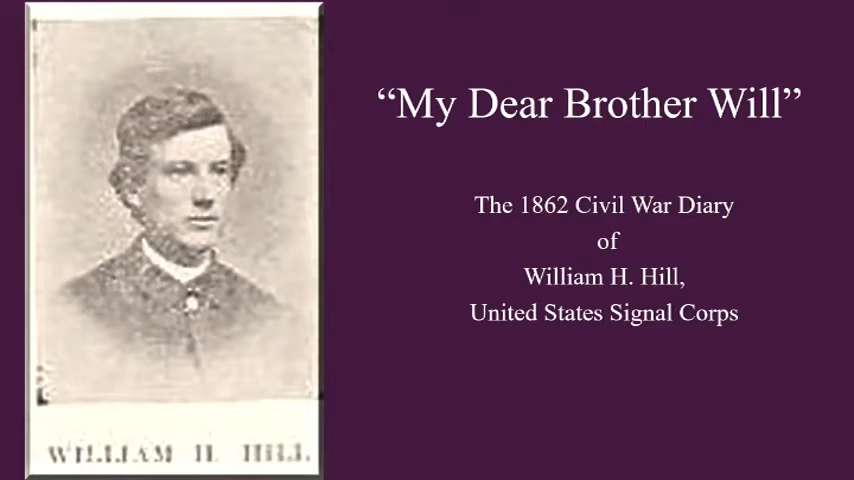 “My Dear Brother Will”
The 1862 Civil War Diary
of
William H. Hill,
United States Signal Corps
WILLIAM H. HILL.